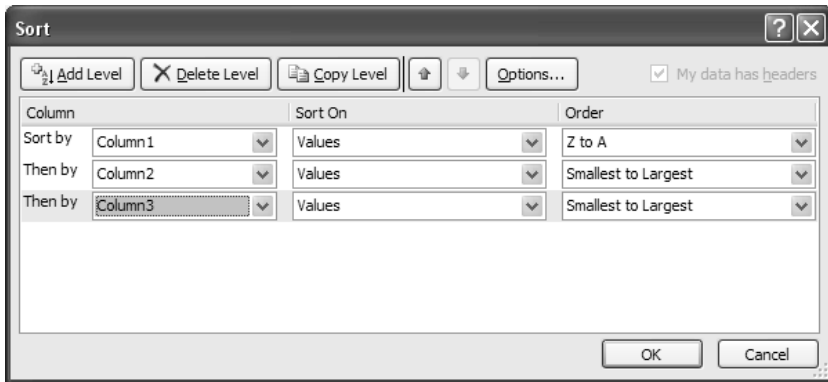 Sort
Add Level Delete Level Copy Level Options... My data has headers
Column Sort On Order
Sort by Column1 Values Z to A
Then by Column2 Values Smallest to Largest
Then by Column3 Values Smallest to Largest
OK Cancel